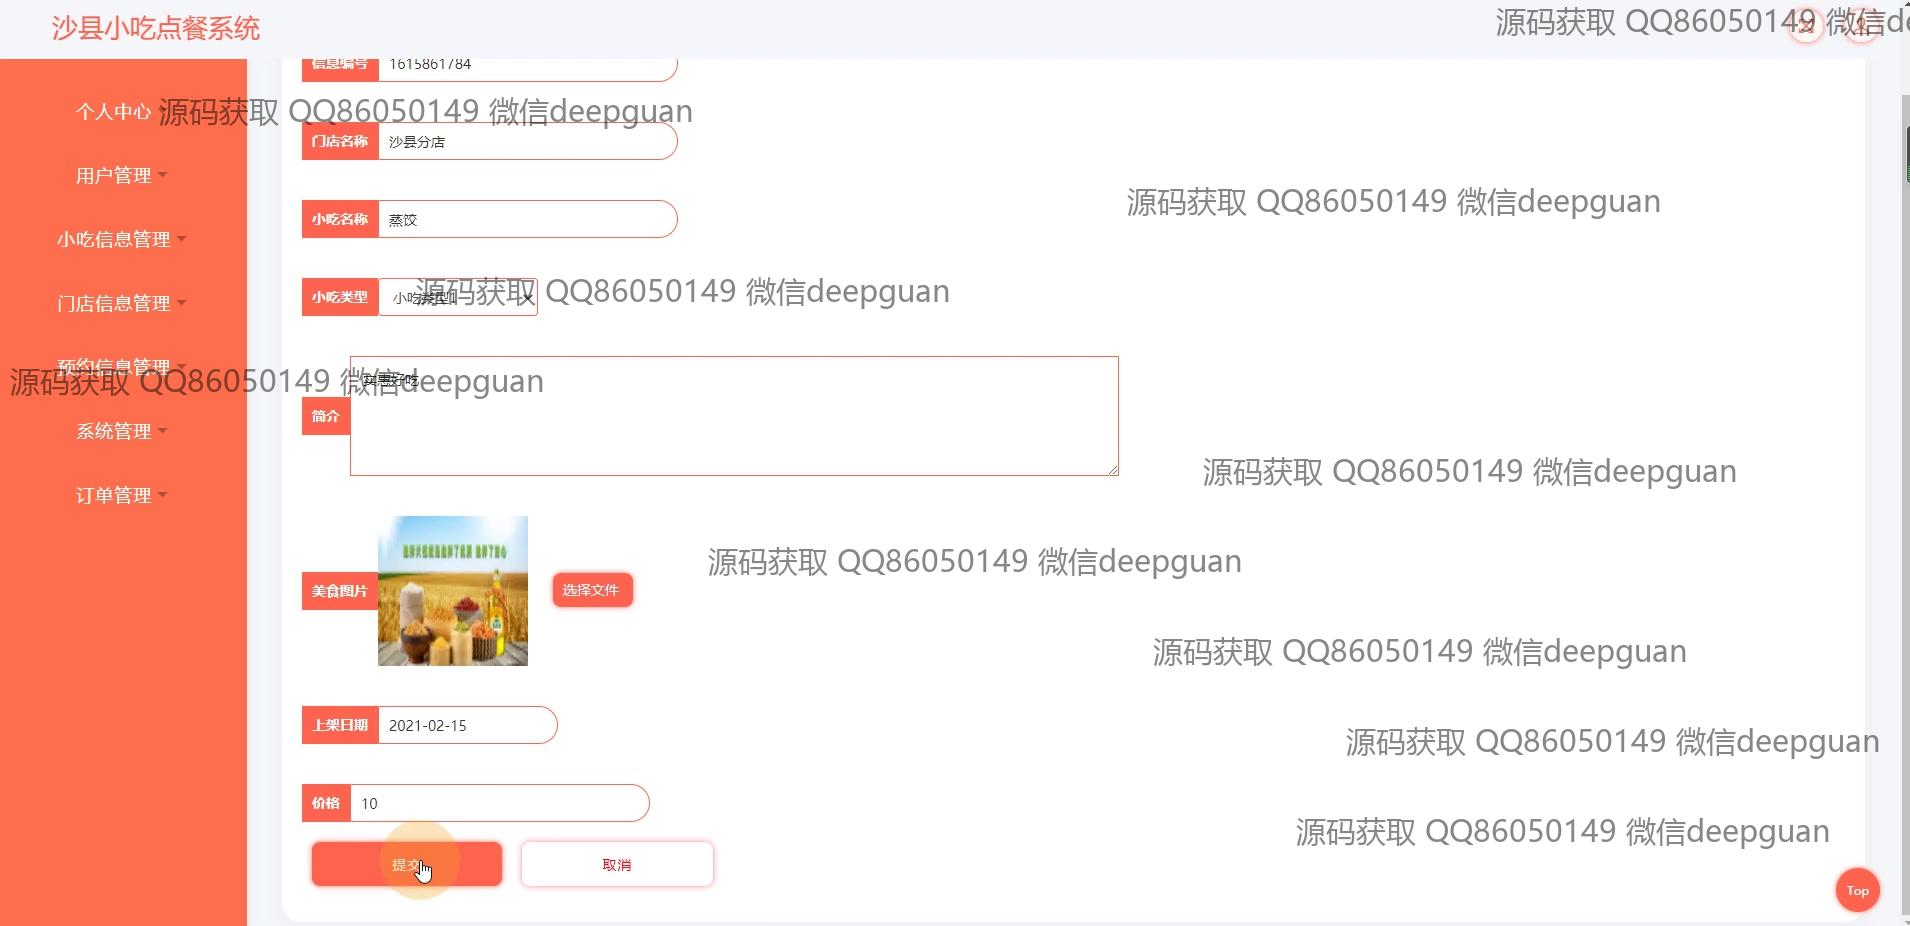 沙县小吃点餐系统
源码获取 QQ86050149 微信de
信息编号 1615861784
个人中心
源码获取 QQ86050149 微信deepguan
门店名称 沙县分店
用户管理
源码获取 QQ86050149 微信deepguan
小吃名称 蒸饺
小吃信息管理
小吃类型 小吃类型1
源码获取 QQ86050149 微信deepguan
门店信息管理
预约信息管理
源码获取 QQ86050149 微信deepguan
实惠好吃
简介
系统管理
源码获取 QQ86050149 微信deepguan
订单管理
源码获取 QQ86050149 微信deepguan
美食图片
选择文件
源码获取 QQ86050149 微信deepguan
上架日期 2021-02-15
源码获取 QQ86050149 微信deepguan
价格 10
源码获取 QQ86050149 微信deepguan
提交
取消
Top